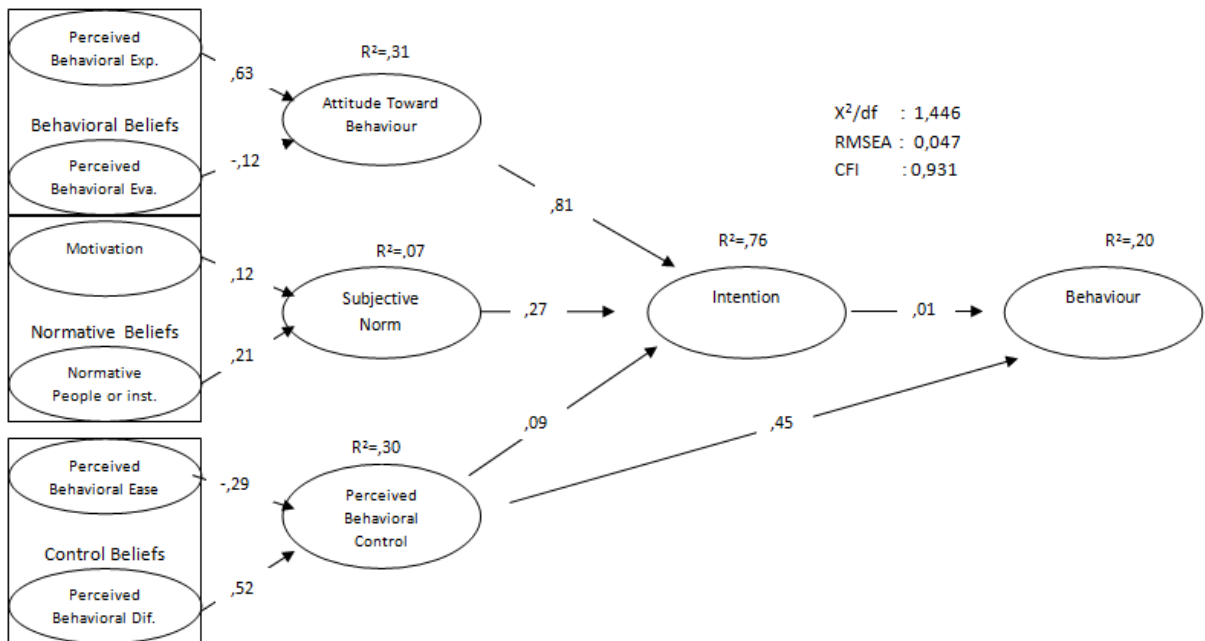 Perceived
Behavioral Exp.
,63
Behavioral Beliefs
Perceived
Behavioral Eva.
-,12
R²=,31
Attitude Toward
Behaviour
,81
X²/df : 1,446
RMSEA : 0,047
CFI : 0,931
Motivation
,12
Normative Beliefs
Normative
People or inst.
,21
R²=,07
Subjective
Norm
,27
R²=,76
Intention
,01
R²=,20
Behaviour
Perceived
Behavioral Ease
-,29
Control Beliefs
Perceived
Behavioral Dif.
,52
R²=,30
Perceived
Behavioral
Control
,09
,45